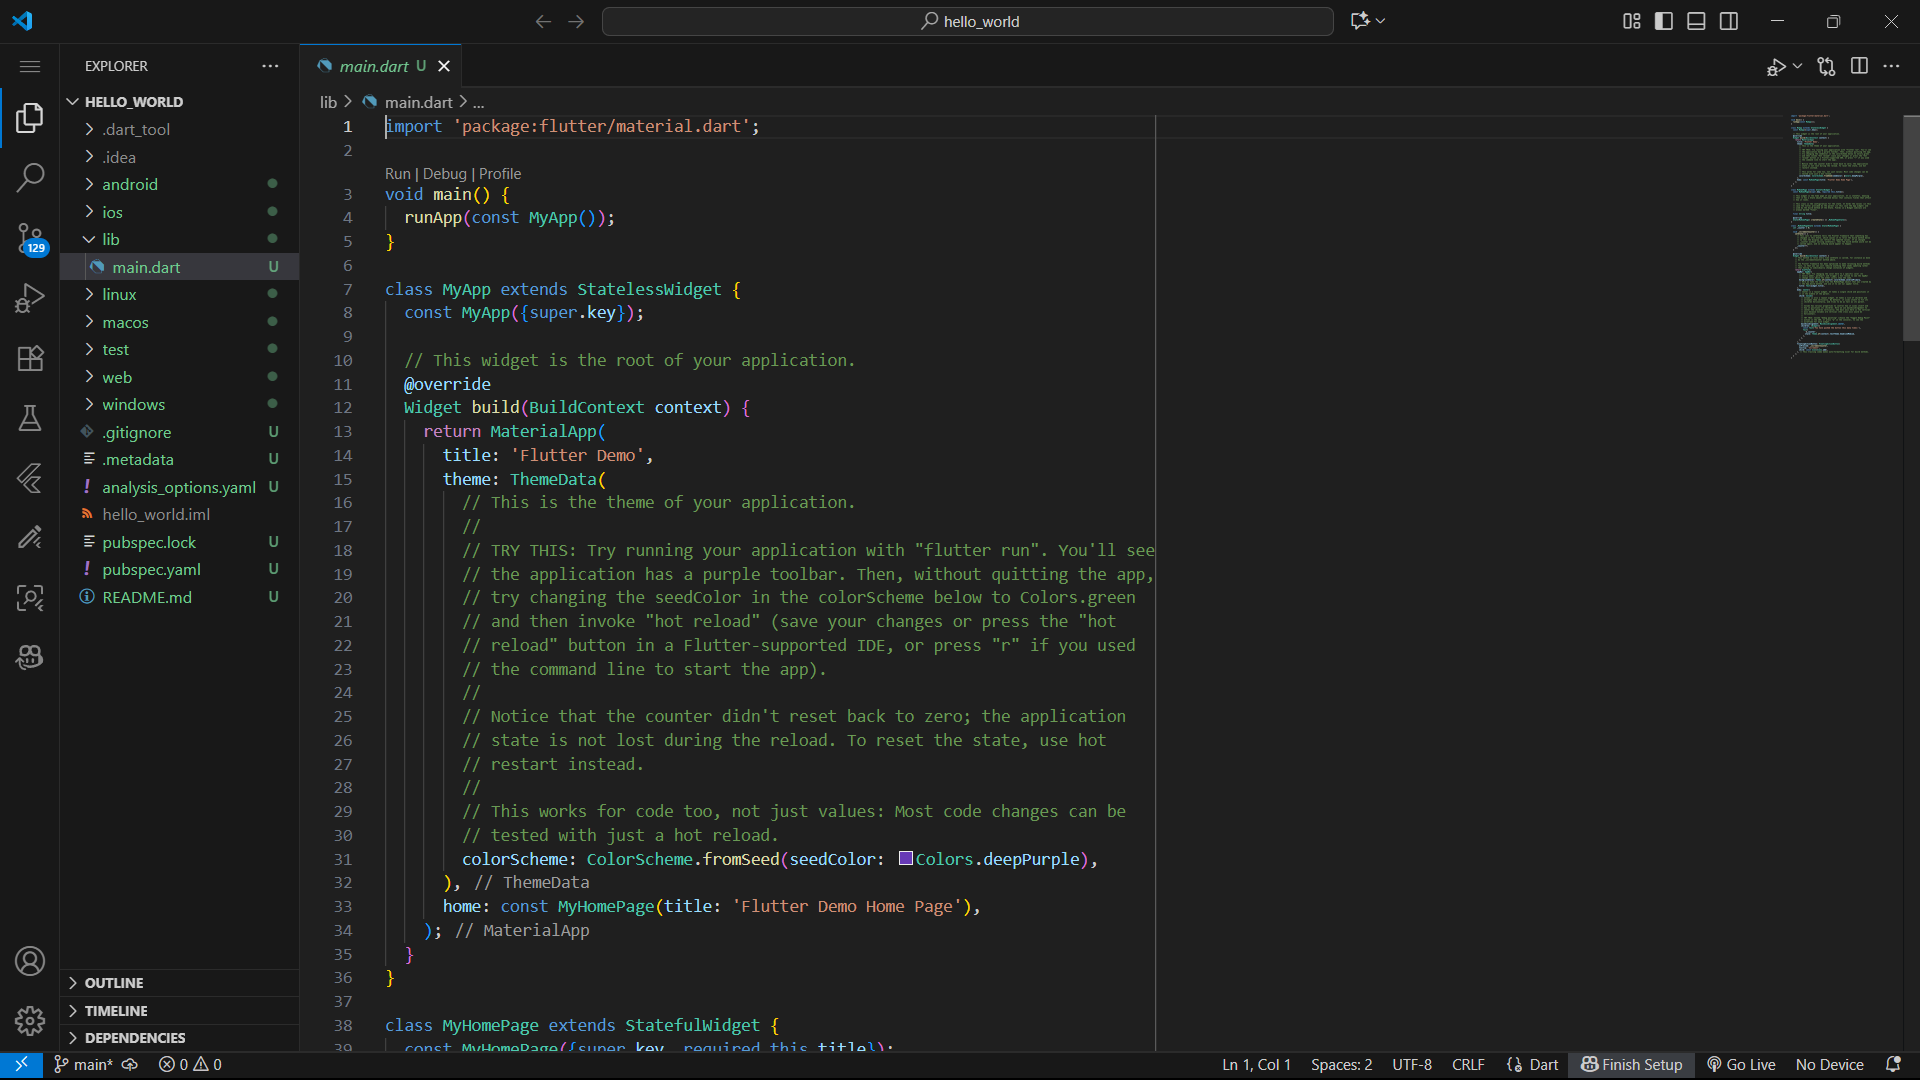 hello_world
EXPLORER
HELLO_WORLD
.dart_tool
.idea
android
ios
lib
main.dart U
linux
macos
test
web
windows
.gitignore U
.metadata U
analysis_options.yaml U
hello_world.iml
pubspec.lock U
pubspec.yaml U
README.md U
OUTLINE
TIMELINE
DEPENDENCIES
129
main.dart U
lib > main.dart > ...
1 import 'package:flutter/material.dart';
2
Run | Debug | Profile
3 void main() {
4 runApp(const MyApp());
5 }
6
7 class MyApp extends StatelessWidget {
8 const MyApp({super.key});
9
10 // This widget is the root of your application.
11 @override
12 Widget build(BuildContext context) {
13 return MaterialApp(
14 title: 'Flutter Demo',
15 theme: ThemeData(
16 // This is the theme of your application.
17 //
18 // TRY THIS: Try running your application with "flutter run". You'll see
19 // the application has a purple toolbar. Then, without quitting the app,
20 // try changing the seedColor in the colorScheme below to Colors.green
21 // and then invoke "hot reload" (save your changes or press the "hot
22 // reload" button in a Flutter-supported IDE, or press "r" if you used
23 // the command line to start the app).
24 //
25 // Notice that the counter didn't reset back to zero; the application
26 // state is not lost during the reload. To reset the state, use hot
27 // restart instead.
28 //
29 // This works for code too, not just values: Most code changes can be
30 // tested with just a hot reload.
31 colorScheme: ColorScheme.fromSeed(seedColor: Colors.deepPurple),
32 ), // ThemeData
33 home: const MyHomePage(title: 'Flutter Demo Home Page'),
34 ); // MaterialApp
35 }
36 }
37
38 class MyHomePage extends StatefulWidget {
39 const MyHomePage({super.key, required this.title});
main* 0 0 Ln 1, Col 1 Spaces: 2 UTF-8 CRLF {} Dart Finish Setup Go Live No Device